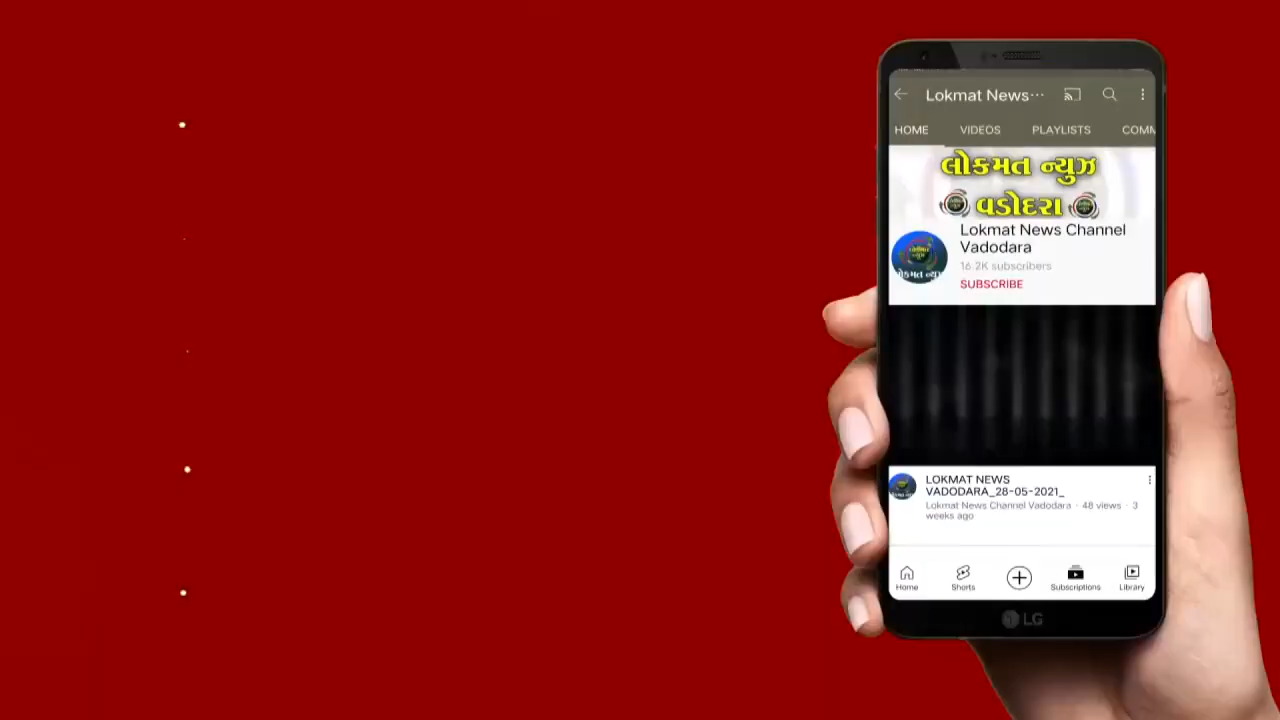 Lokmat News...
HOME VIDEOS PLAYLISTS COMM
લોકમત ન્યુઝ
વડોદરા
Lokmat News Channel
Vadodara
16.2K subscribers
SUBSCRIBE
લોકમત ન્યુઝ
LOKMAT NEWS
VADODARA_28-05-2021_
Lokmat News Channel Vadodara · 48 views · 3
weeks ago
Home Shorts Subscriptions Library
LG